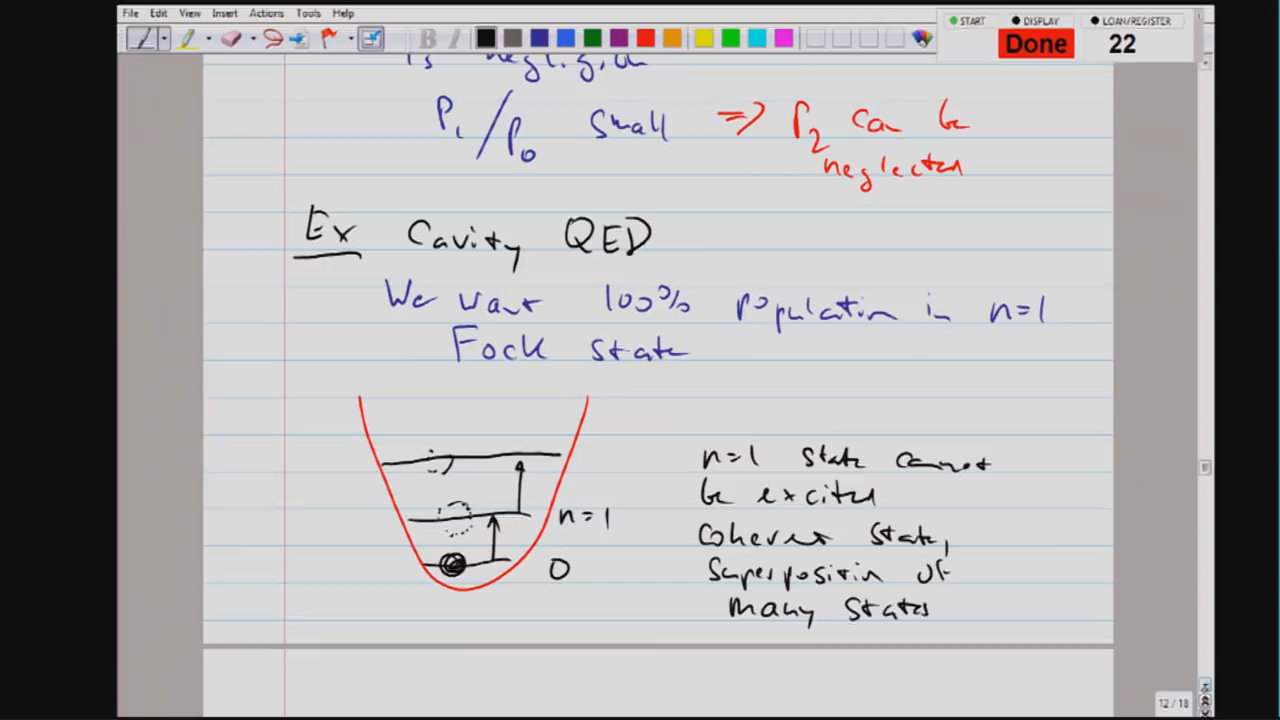 File Edit View Insert Actions Tools Help
START DISPLAY LOAN/REGISTER
B I Done 22
is
P1/P0 small => P2 can be
neglected
Ex Cavity QED
We want 100% population in n=1
Fock state
n=1 state cannot
be excited
n=1
Coherent state,
0
Superposition of
many states
12 / 18